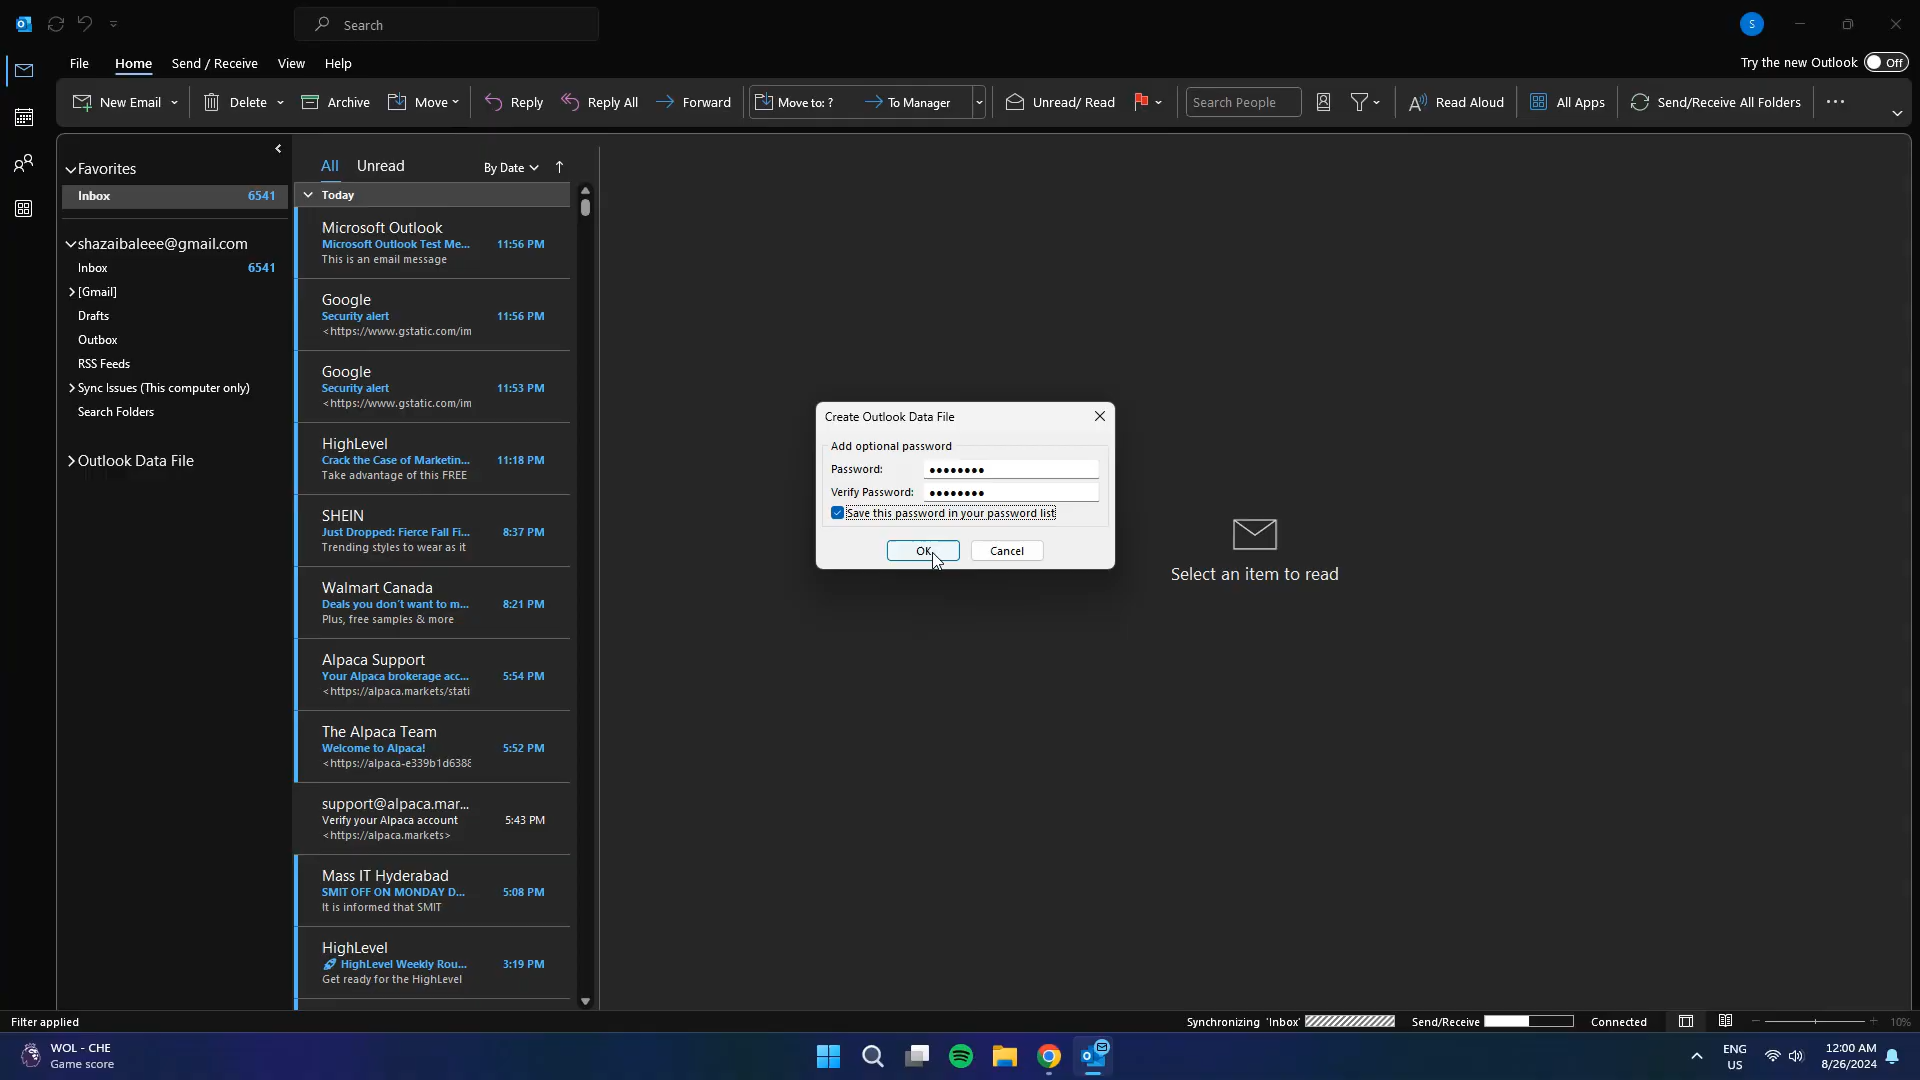 Search
S
File Home Send / Receive View Help
Try the new Outlook Off
New Email Delete Archive Move Reply Reply All Forward Move to: ? To Manager Unread/ Read Search People Read Aloud All Apps Send/Receive All Folders
Favorites
Inbox 6541
shazaibaleee@gmail.com
Inbox 6541
[Gmail]
Drafts
Outbox
RSS Feeds
Sync Issues (This computer only)
Search Folders
Outlook Data File
All Unread By Date
Today
Microsoft Outlook
Microsoft Outlook Test Me... 11:56 PM
This is an email message
Google
Security alert 11:56 PM
<https://www.gstatic.com/im
Google
Security alert 11:53 PM
<https://www.gstatic.com/im
HighLevel
Crack the Case of Marketin... 11:18 PM
Take advantage of this FREE
SHEIN
Just Dropped: Fierce Fall Fi... 8:37 PM
Trending styles to wear as it
Walmart Canada
Deals you don't want to m... 8:21 PM
Plus, free samples & more
Alpaca Support
Your Alpaca brokerage acc... 5:54 PM
<https://alpaca.markets/stati
The Alpaca Team
Welcome to Alpaca! 5:52 PM
<https://alpaca-e339b1d6388
support@alpaca.mar...
Verify your Alpaca account 5:43 PM
<https://alpaca.markets>
Mass IT Hyderabad
SMIT OFF ON MONDAY D... 5:08 PM
It is informed that SMIT
HighLevel
HighLevel Weekly Rou... 3:19 PM
Get ready for the HighLevel
Create Outlook Data File
Add optional password
Password: ••••••••
Verify Password: ••••••••
Save this password in your password list
OK Cancel
Select an item to read
Filter applied
Synchronizing 'Inbox' Send/Receive Connected 10%
WOL - CHE
Game score
ENG
US
12:00 AM
8/26/2024